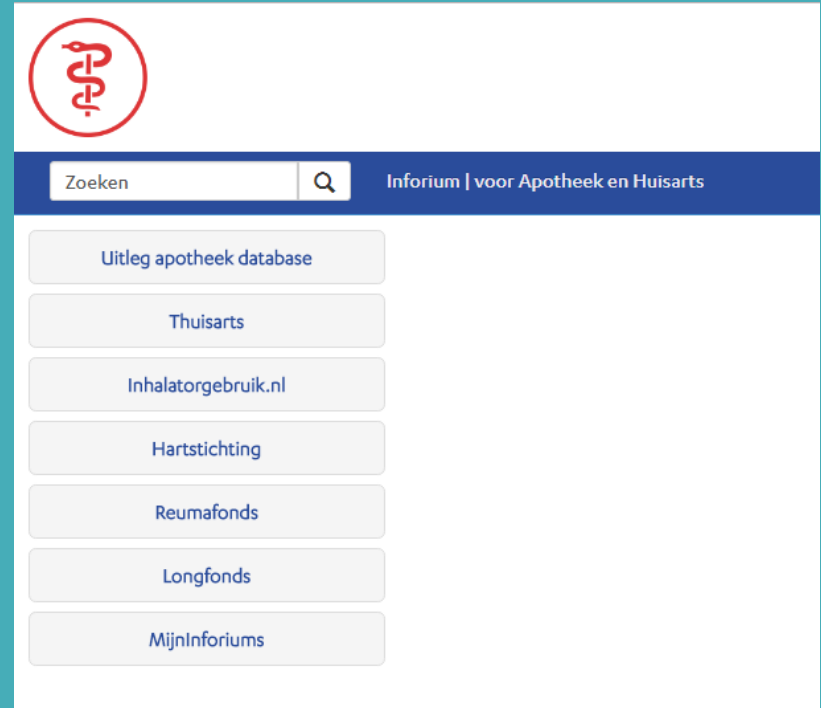 Zoeken
Inforium | voor Apotheek en Huisarts
Uitleg apotheek database
Thuisarts
Inhalatorgebruik.nl
Hartstichting
Reumafonds
Longfonds
MijnInforiums